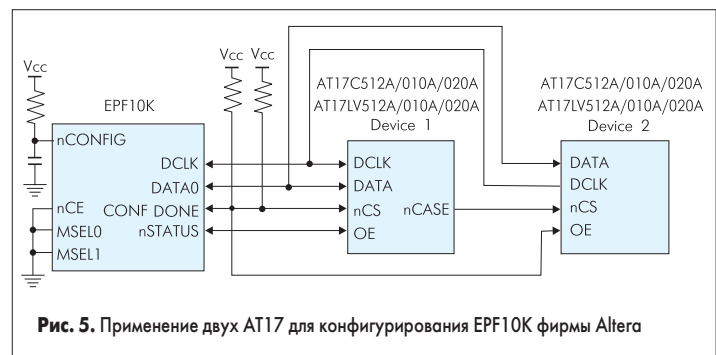 Vcc Vcc
Vcc
EPF10K
nCONFIG
DCLK
DATA0
nCE
CONF DONE
MSEL0
nSTATUS
MSEL1
AT17C512A/010A/020A
AT17LV512A/010A/020A
Device 1
DCLK
DATA
nCS
nCASE
OE
AT17C512A/010A/020A
AT17LV512A/010A/020A
Device 2
DATA
DCLK
nCS
OE
Рис. 5. Применение двух AT17 для конфигурирования EPF10K фирмы Altera